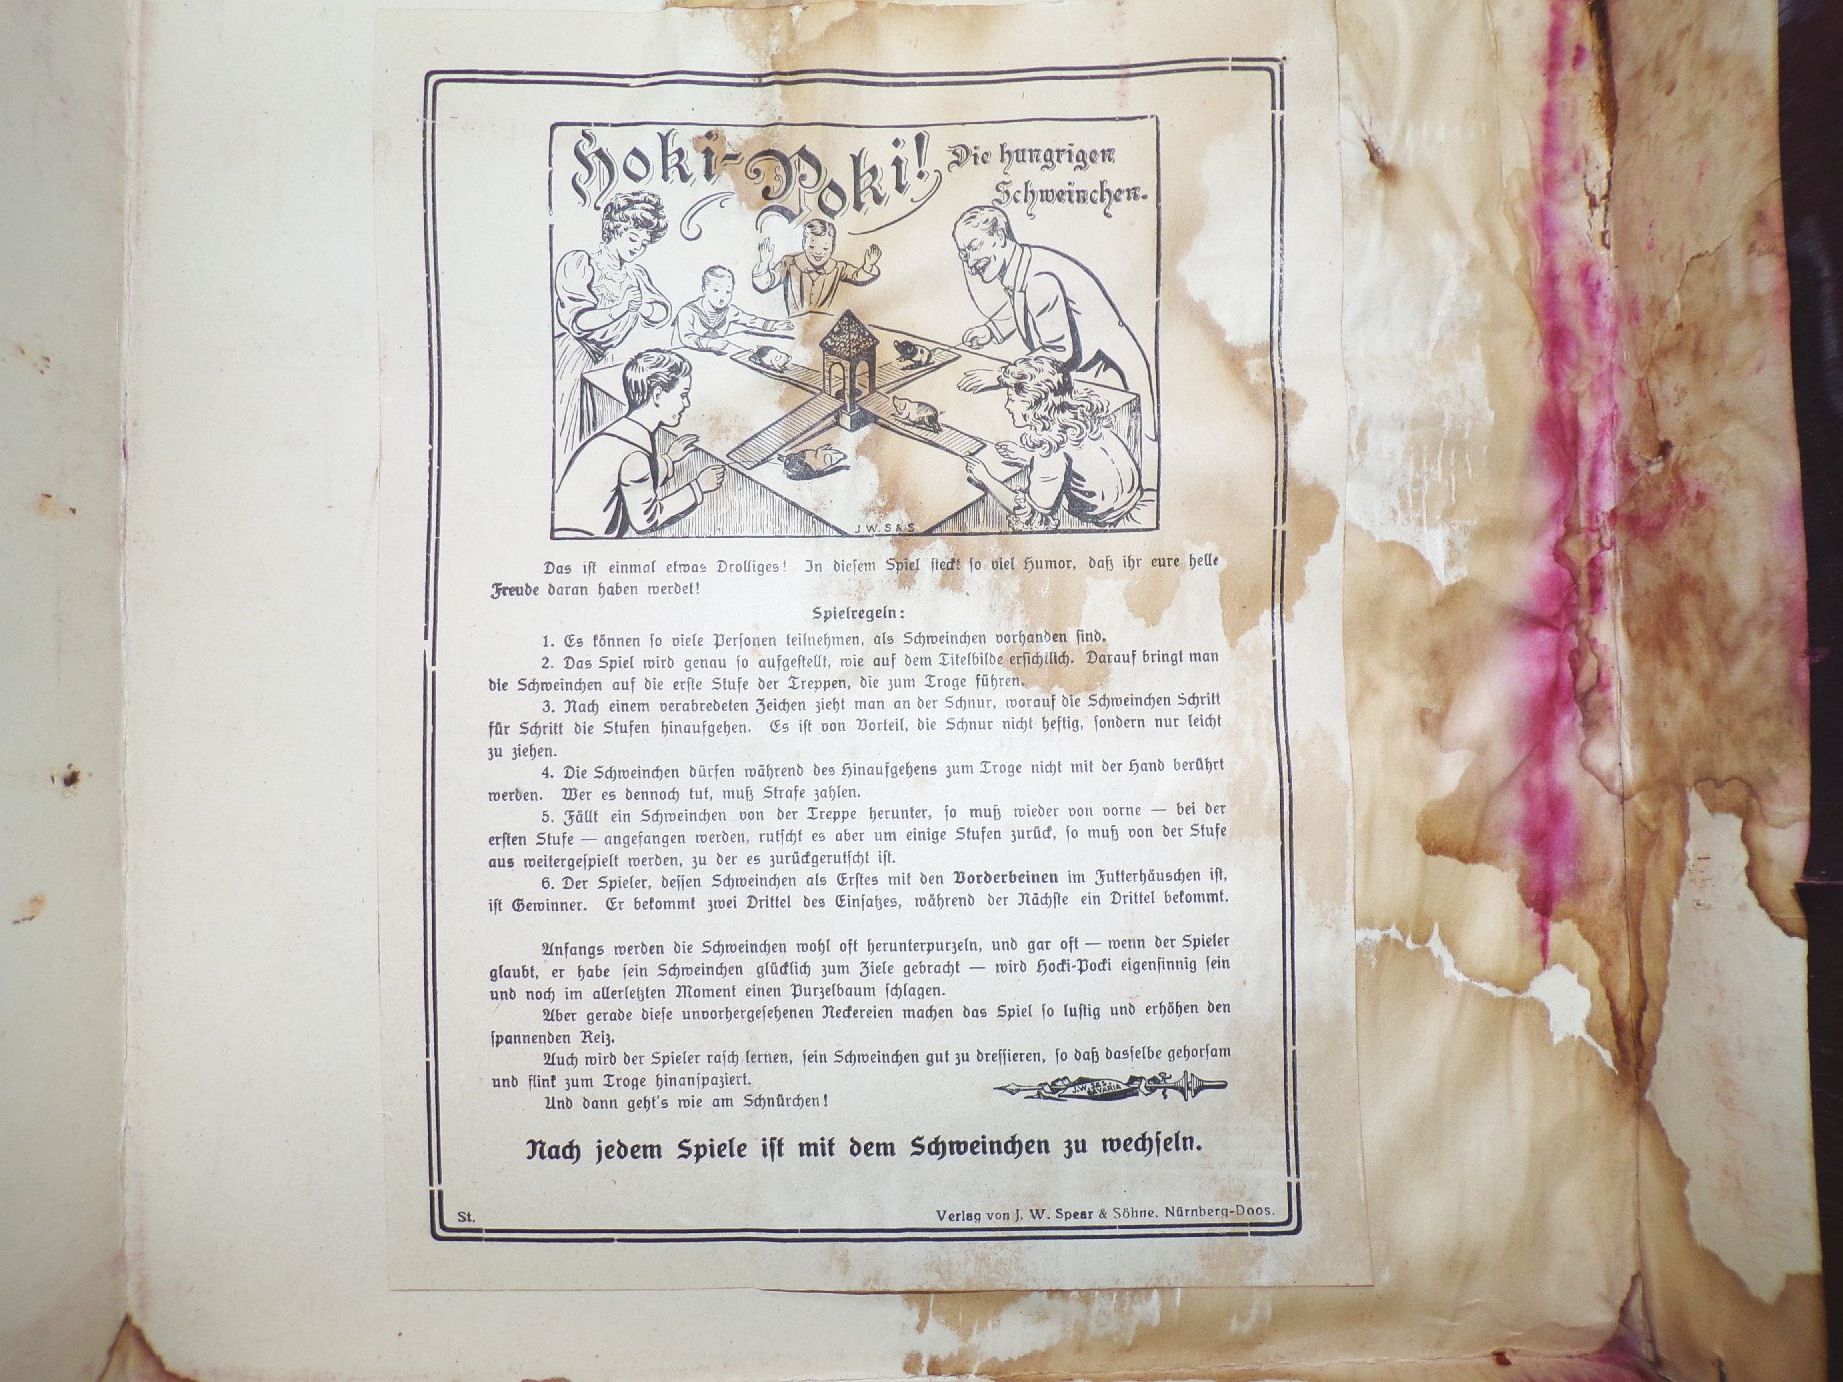 Hoki-Poki! Die hungrigen
Schweinchen.
J. W. S & S
Das ist einmal etwas Drolliges! In diesem Spiel steckt so viel Humor, daß ihr eure helle
Freude daran haben werdet!
Spielregeln:
1. Es können so viele Personen teilnehmen, als Schweinchen vorhanden sind.
2. Das Spiel wird genau so aufgestellt, wie auf dem Titelbilde ersichtlich. Darauf bringt man
die Schweinchen auf die erste Stufe der Treppen, die zum Troge führen.
3. Nach einem verabredeten Zeichen zieht man an der Schnur, worauf die Schweinchen Schritt
für Schritt die Stufen hinaufgehen. Es ist von Vorteil, die Schnur nicht heftig, sondern nur leicht
zu ziehen.
4. Die Schweinchen dürfen während des Hinaufgehens zum Troge nicht mit der Hand berührt
werden. Wer es dennoch tut, muß Strafe zahlen.
5. Fällt ein Schweinchen von der Treppe herunter, so muß wieder von vorne — bei der
ersten Stufe — angefangen werden, rutscht es aber um einige Stufen zurück, so muß von der Stufe
aus weitergespielt werden, zu der es zurückgerutscht ist.
6. Der Spieler, dessen Schweinchen als Erstes mit den Vorderbeinen im Futterhäuschen ist,
ist Gewinner. Er bekommt zwei Drittel des Einsatzes, während der Nächste ein Drittel bekommt.
Anfangs werden die Schweinchen wohl oft herunterpurzeln, und gar oft — wenn der Spieler
glaubt, er habe sein Schweinchen glücklich zum Ziele gebracht — wird Hocki-Pocki eigensinnig sein
und noch im allerletzten Moment einen Purzelbaum schlagen.
Aber gerade diese unvorhergesehenen Neckereien machen das Spiel so lustig und erhöhen den
spannenden Reiz.
Auch wird der Spieler rasch lernen, sein Schweinchen gut zu dressieren, so daß dasselbe gehorsam
und flink zum Troge hinanspaziert.
J.W.S&S.
BAVARIA
Und dann geht's wie am Schnürchen!
Nach jedem Spiele ist mit dem Schweinchen zu wechseln.
St.
Verlag von J. W. Spear & Söhne, Nürnberg-Doos.